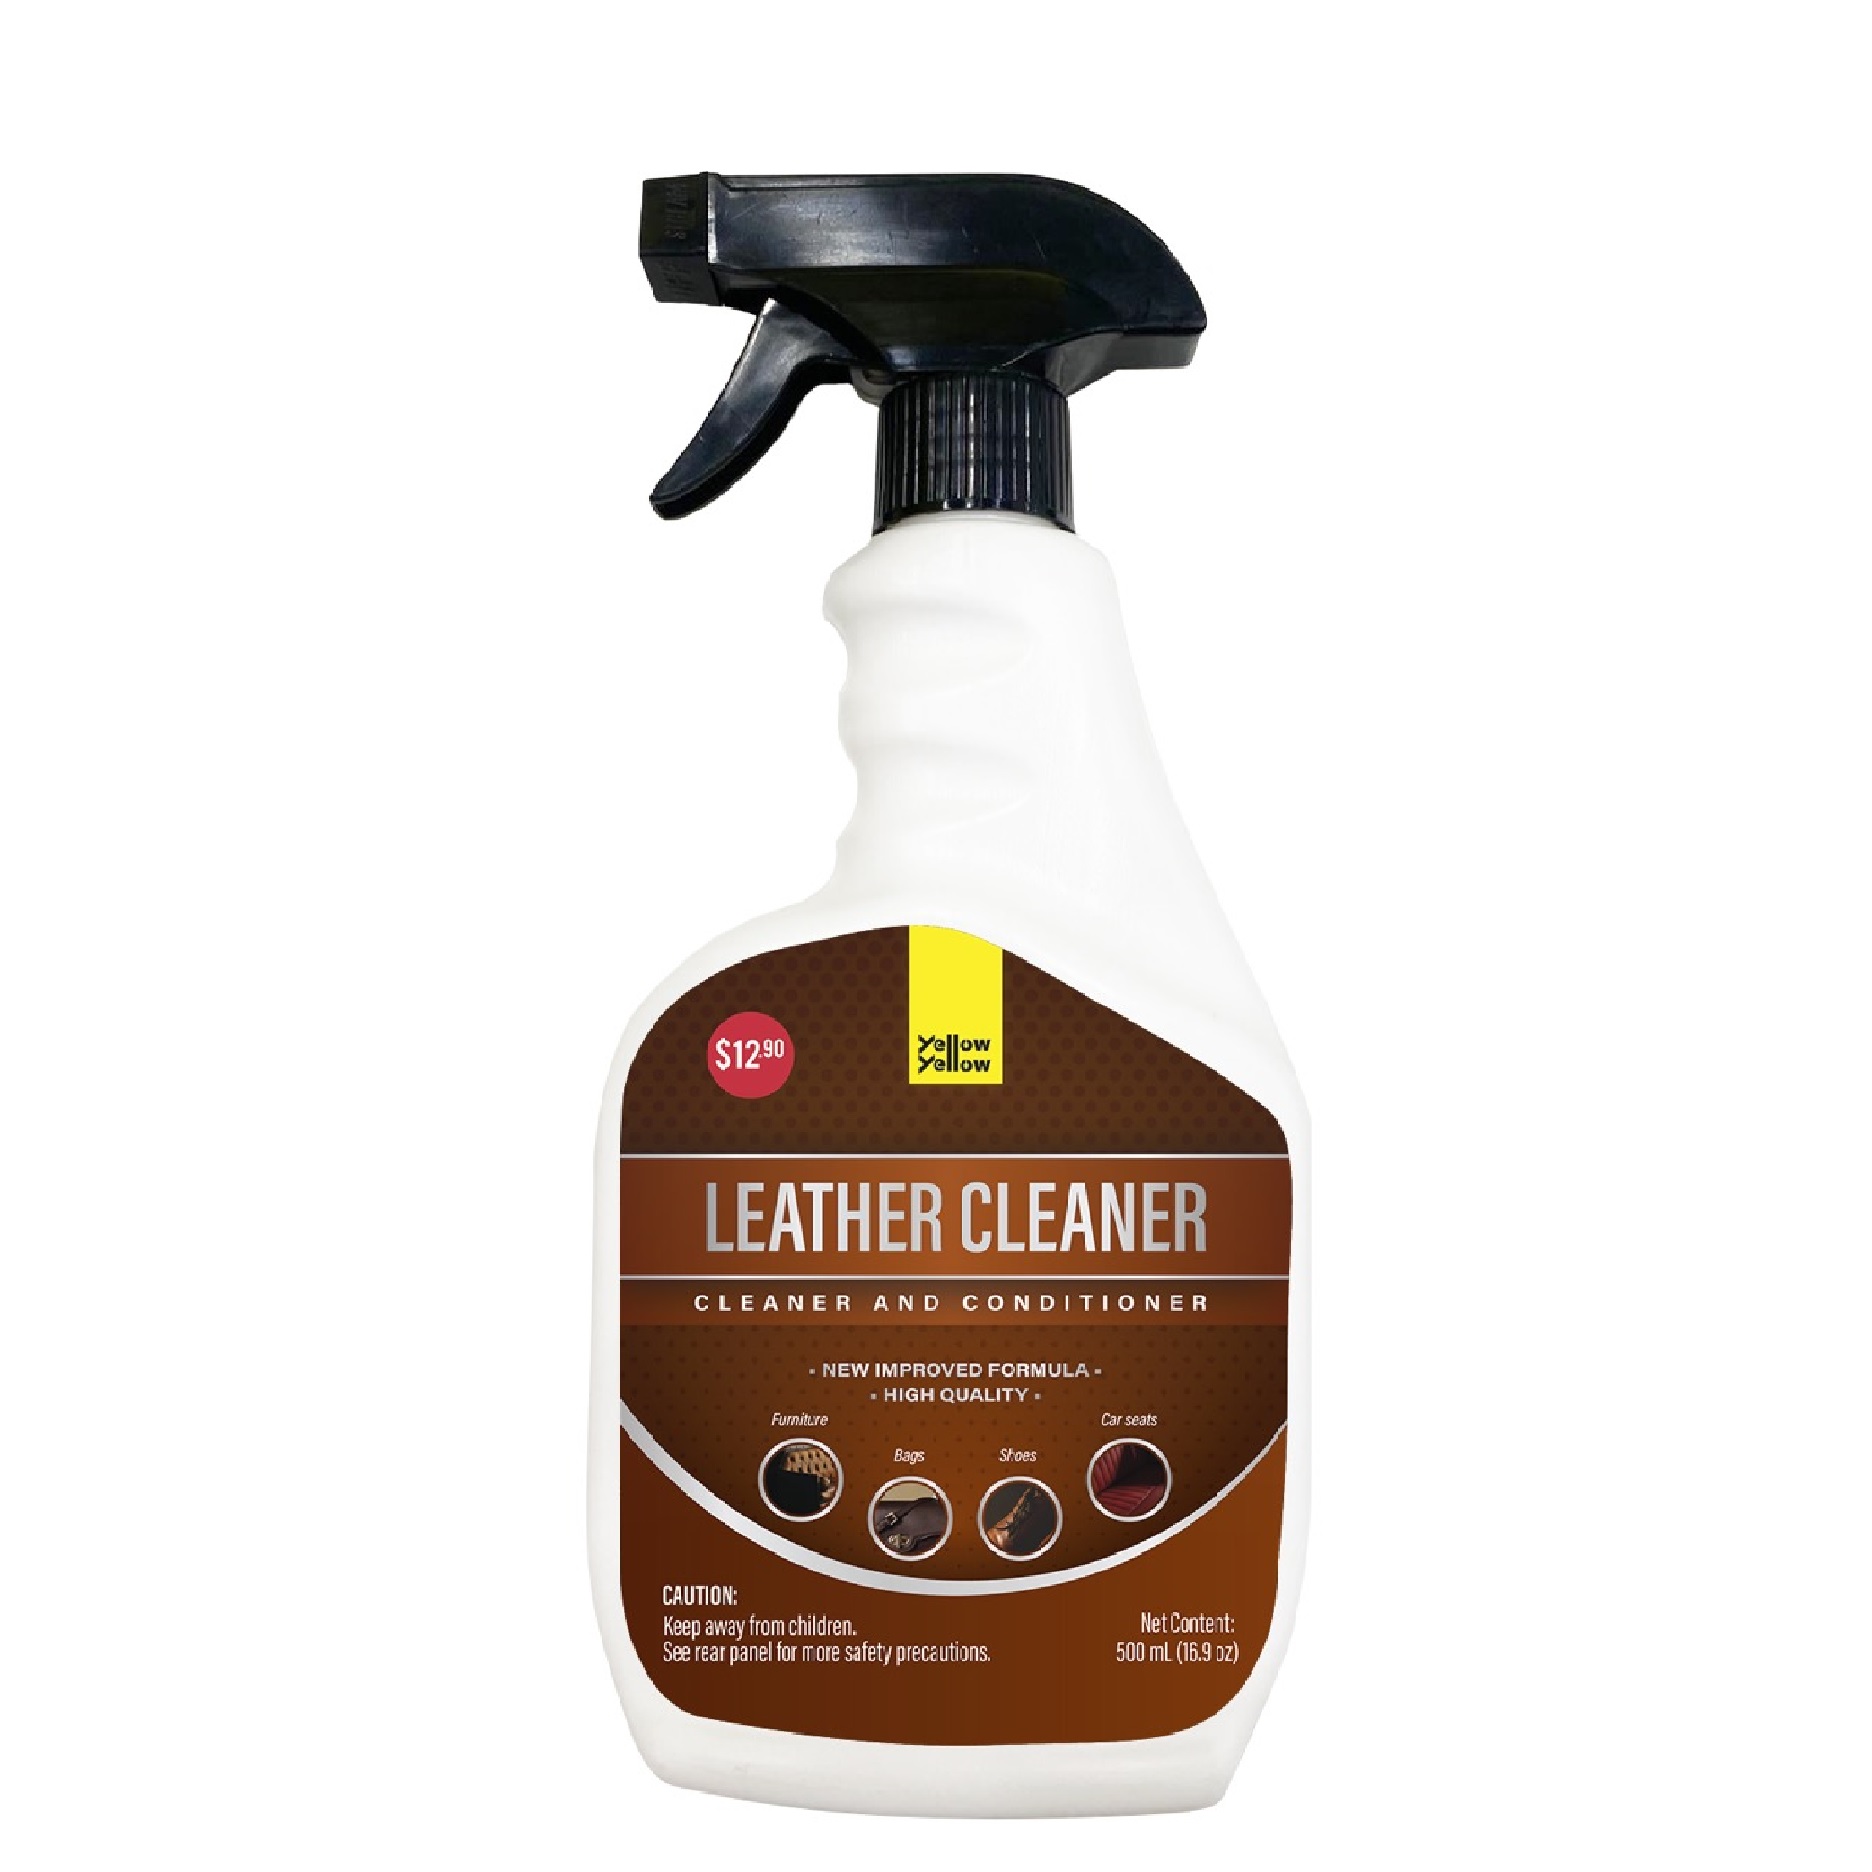 $12.90
Yellow
Yellow
LEATHER CLEANER
CLEANER AND CONDITIONER
- NEW IMPROVED FORMULA -
- HIGH QUALITY -
Furniture
Bags
Shoes
Car seats
CAUTION:
Keep away from children.
See rear panel for more safety precautions.
Net Content:
500 mL (16.9 oz)